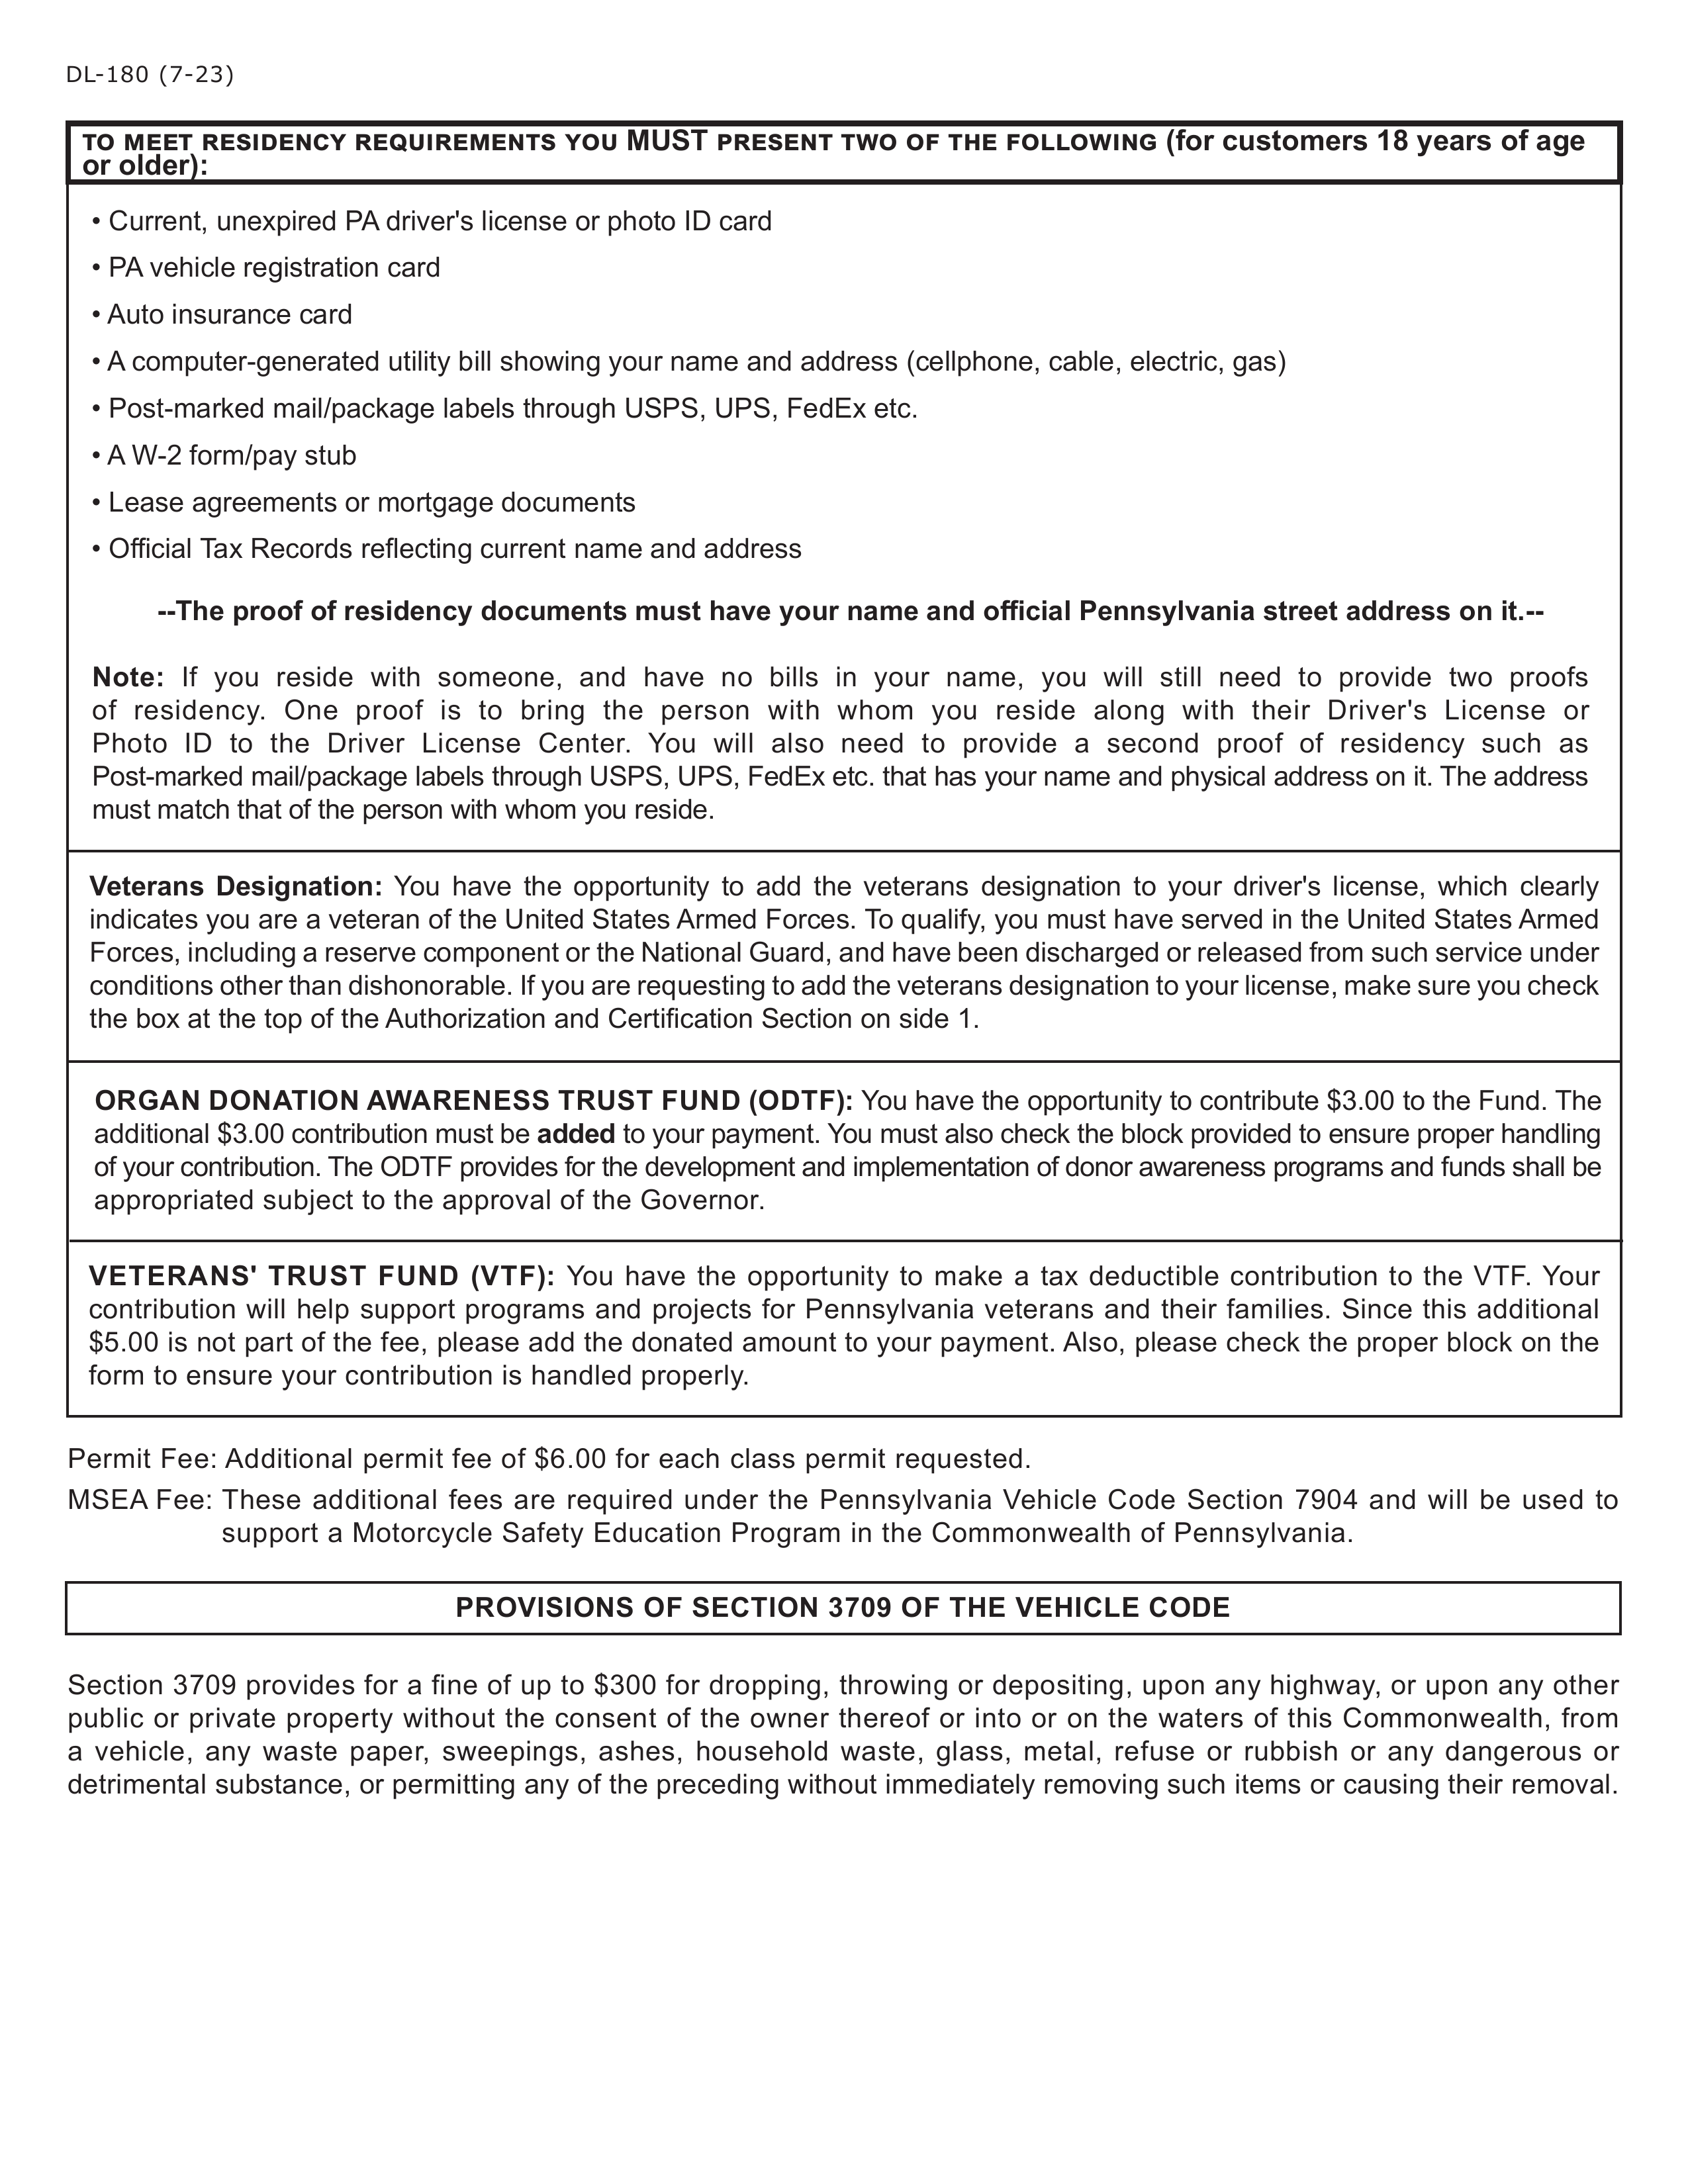 DL-180 (7-23)
TO MEET RESIDENCY REQUIREMENTS YOU MUST PRESENT TWO OF THE FOLLOWING (for customers 18 years of age
or older):
• Current, unexpired PA driver's license or photo ID card
• PA vehicle registration card
• Auto insurance card
• A computer-generated utility bill showing your name and address (cellphone, cable, electric, gas)
• Post-marked mail/package labels through USPS, UPS, FedEx etc.
• A W-2 form/pay stub
• Lease agreements or mortgage documents
• Official Tax Records reflecting current name and address
--The proof of residency documents must have your name and official Pennsylvania street address on it.--
Note: If you reside with someone, and have no bills in your name, you will still need to provide two proofs
of residency. One proof is to bring the person with whom you reside along with their Driver's License or
Photo ID to the Driver License Center. You will also need to provide a second proof of residency such as
Post-marked mail/package labels through USPS, UPS, FedEx etc. that has your name and physical address on it. The address
must match that of the person with whom you reside.
Veterans Designation: You have the opportunity to add the veterans designation to your driver's license, which clearly
indicates you are a veteran of the United States Armed Forces. To qualify, you must have served in the United States Armed
Forces, including a reserve component or the National Guard, and have been discharged or released from such service under
conditions other than dishonorable. If you are requesting to add the veterans designation to your license, make sure you check
the box at the top of the Authorization and Certification Section on side 1.
ORGAN DONATION AWARENESS TRUST FUND (ODTF): You have the opportunity to contribute $3.00 to the Fund. The
additional $3.00 contribution must be added to your payment. You must also check the block provided to ensure proper handling
of your contribution. The ODTF provides for the development and implementation of donor awareness programs and funds shall be
appropriated subject to the approval of the Governor.
VETERANS' TRUST FUND (VTF): You have the opportunity to make a tax deductible contribution to the VTF. Your
contribution will help support programs and projects for Pennsylvania veterans and their families. Since this additional
$5.00 is not part of the fee, please add the donated amount to your payment. Also, please check the proper block on the
form to ensure your contribution is handled properly.
Permit Fee: Additional permit fee of $6.00 for each class permit requested.
MSEA Fee: These additional fees are required under the Pennsylvania Vehicle Code Section 7904 and will be used to
support a Motorcycle Safety Education Program in the Commonwealth of Pennsylvania.
PROVISIONS OF SECTION 3709 OF THE VEHICLE CODE
Section 3709 provides for a fine of up to $300 for dropping, throwing or depositing, upon any highway, or upon any other
public or private property without the consent of the owner thereof or into or on the waters of this Commonwealth, from
a vehicle, any waste paper, sweepings, ashes, household waste, glass, metal, refuse or rubbish or any dangerous or
detrimental substance, or permitting any of the preceding without immediately removing such items or causing their removal.